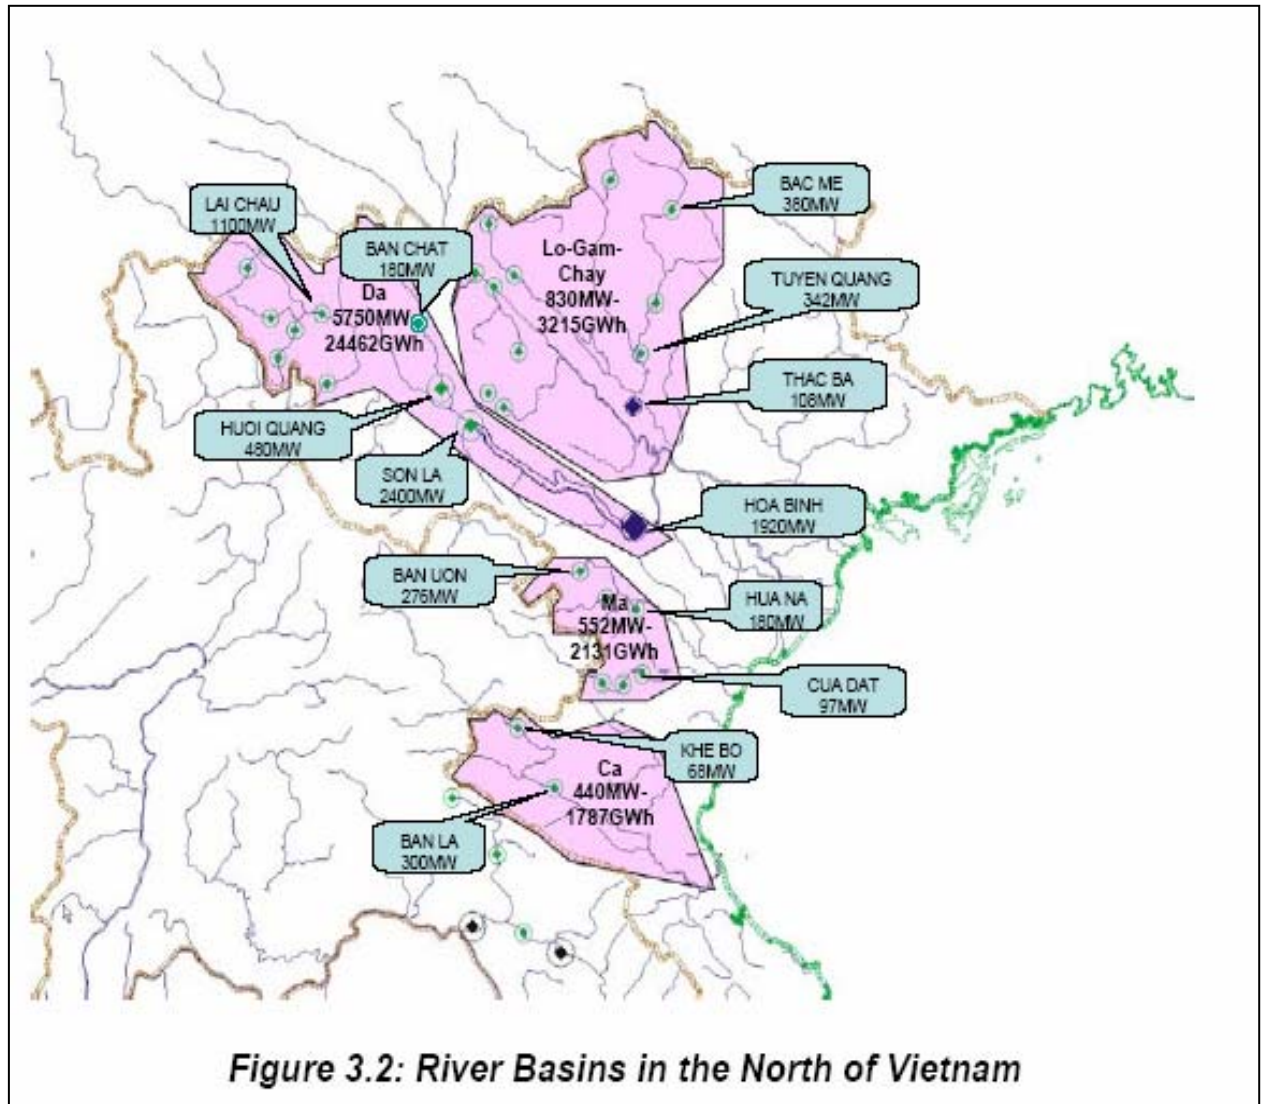 BAC ME
380MW
LAI CHAU
1100MW
BAN CHAT
180MW
Lo-Gam-
Chay
830MW-
3215GWh
TUYEN QUANG
342MW
Da
5750MW-
24462GWh
THAC BA
108MW
HUOI QUANG
480MW
SON LA
2400MW
HOA BINH
1920MW
BAN UON
276MW
HUA NA
180MW
Ma
552MW-
2131GWh
CUA DAT
97MW
KHE BO
68MW
Ca
440MW-
1787GWh
BAN LA
300MW
Figure 3.2: River Basins in the North of Vietnam